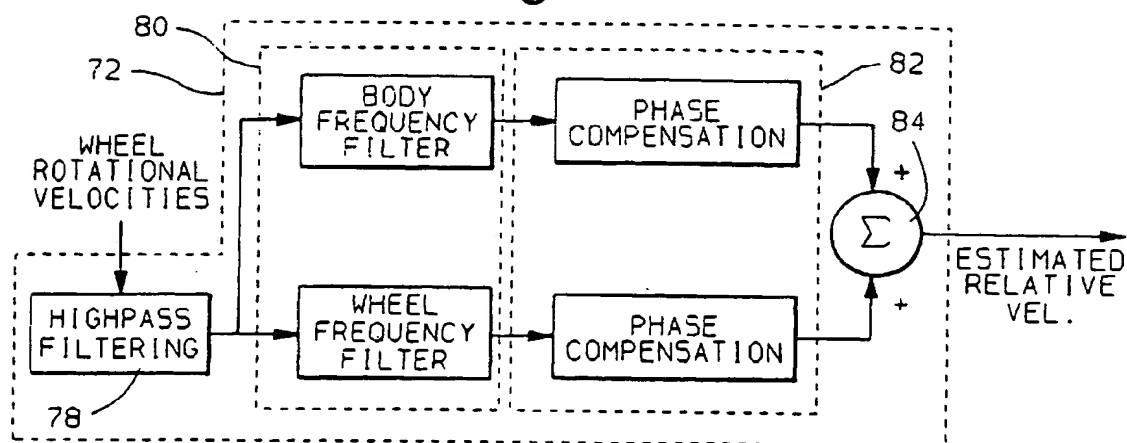 80
72
82
84
WHEEL
ROTATIONAL
VELOCITIES
BODY
FREQUENCY
FILTER
PHASE
COMPENSATION
+
Σ
+
ESTIMATED
RELATIVE
VEL.
HIGHPASS
FILTERING
WHEEL
FREQUENCY
FILTER
PHASE
COMPENSATION
78